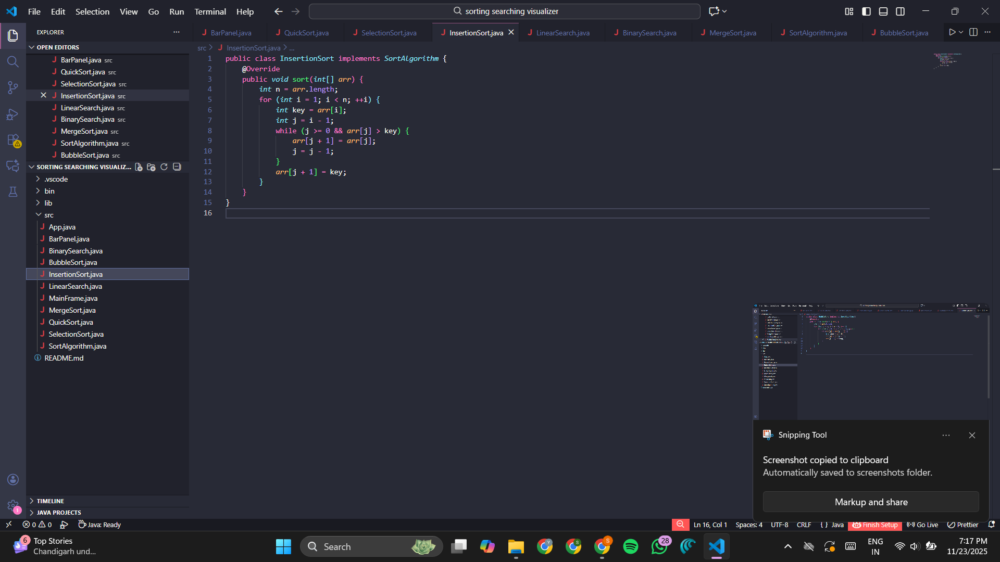 File Edit Selection View Go Run Terminal Help
sorting searching visualizer
EXPLORER
OPEN EDITORS
BarPanel.java src
QuickSort.java src
SelectionSort.java src
InsertionSort.java src
LinearSearch.java src
BinarySearch.java src
MergeSort.java src
SortAlgorithm.java src
BubbleSort.java src
SORTING SEARCHING VISUALIZ...
.vscode
bin
lib
src
App.java
BarPanel.java
BinarySearch.java
BubbleSort.java
InsertionSort.java
LinearSearch.java
MainFrame.java
MergeSort.java
QuickSort.java
SelectionSort.java
SortAlgorithm.java
README.md
TIMELINE
JAVA PROJECTS
BarPanel.java QuickSort.java SelectionSort.java InsertionSort.java LinearSearch.java BinarySearch.java MergeSort.java SortAlgorithm.java BubbleSort.java
src > InsertionSort.java > ...
1 public class InsertionSort implements SortAlgorithm {
2 @Override
3 public void sort(int[] arr) {
4 int n = arr.length;
5 for (int i = 1; i < n; ++i) {
6 int key = arr[i];
7 int j = i - 1;
8 while (j >= 0 && arr[j] > key) {
9 arr[j + 1] = arr[j];
10 j = j - 1;
11 }
12 arr[j + 1] = key;
13 }
14 }
15 }
16
Snipping Tool
Screenshot copied to clipboard
Automatically saved to screenshots folder.
Markup and share
0 0 Java: Ready
Ln 16, Col 1 Spaces: 4 UTF-8 CRLF { } Java Finish Setup Go Live Prettier
1
6
Top Stories
Chandigarh und...
Search
Y S S
28
ENG
IN
7:17 PM
11/23/2025